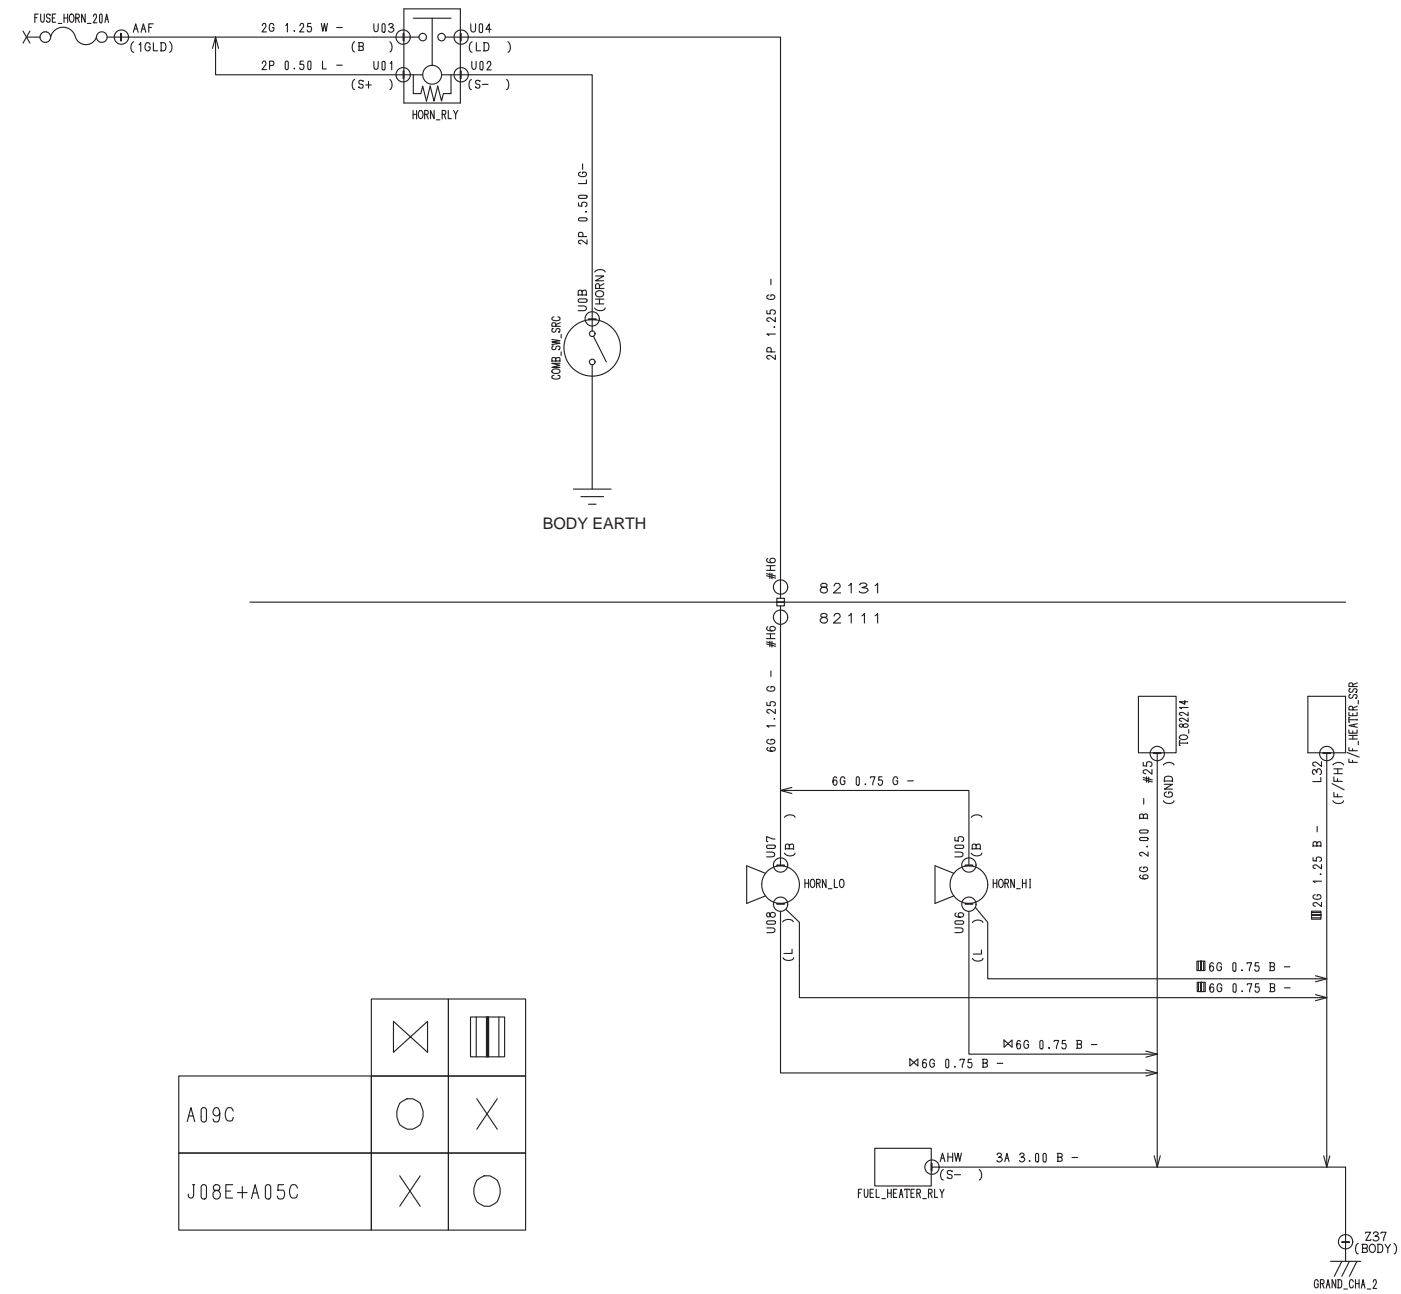 FUSE_HORN_20A
AAF
(1GLD)
2G 1.25 W -
U03
(B )
U04
(LD )
2P 0.50 L -
U01
(S+ )
U02
(S- )
HORN_RLY
2P 0.50 LG-
U0B
(HORN)
COMB_SW_SRC
BODY EARTH
2P 1.25 G -
#H6
82131
82111
#H6
6G 1.25 G -
6G 0.75 G -
U07
(B )
HORN_LO
U08
(L )
U05
(B )
HORN_HI
U06
(L )
TO_82214
#25
(GND )
6G 2.00 B -
F/F_HEATER_SSR
L32
(F/FH)
2G 1.25 B -
6G 0.75 B -
6G 0.75 B -
6G 0.75 B -
6G 0.75 B -
A09C O X
J08E+A05C X O
AHW
(S- )
3A 3.00 B -
FUEL_HEATER_RLY
Z37
(BODY)
GRAND_CHA_2